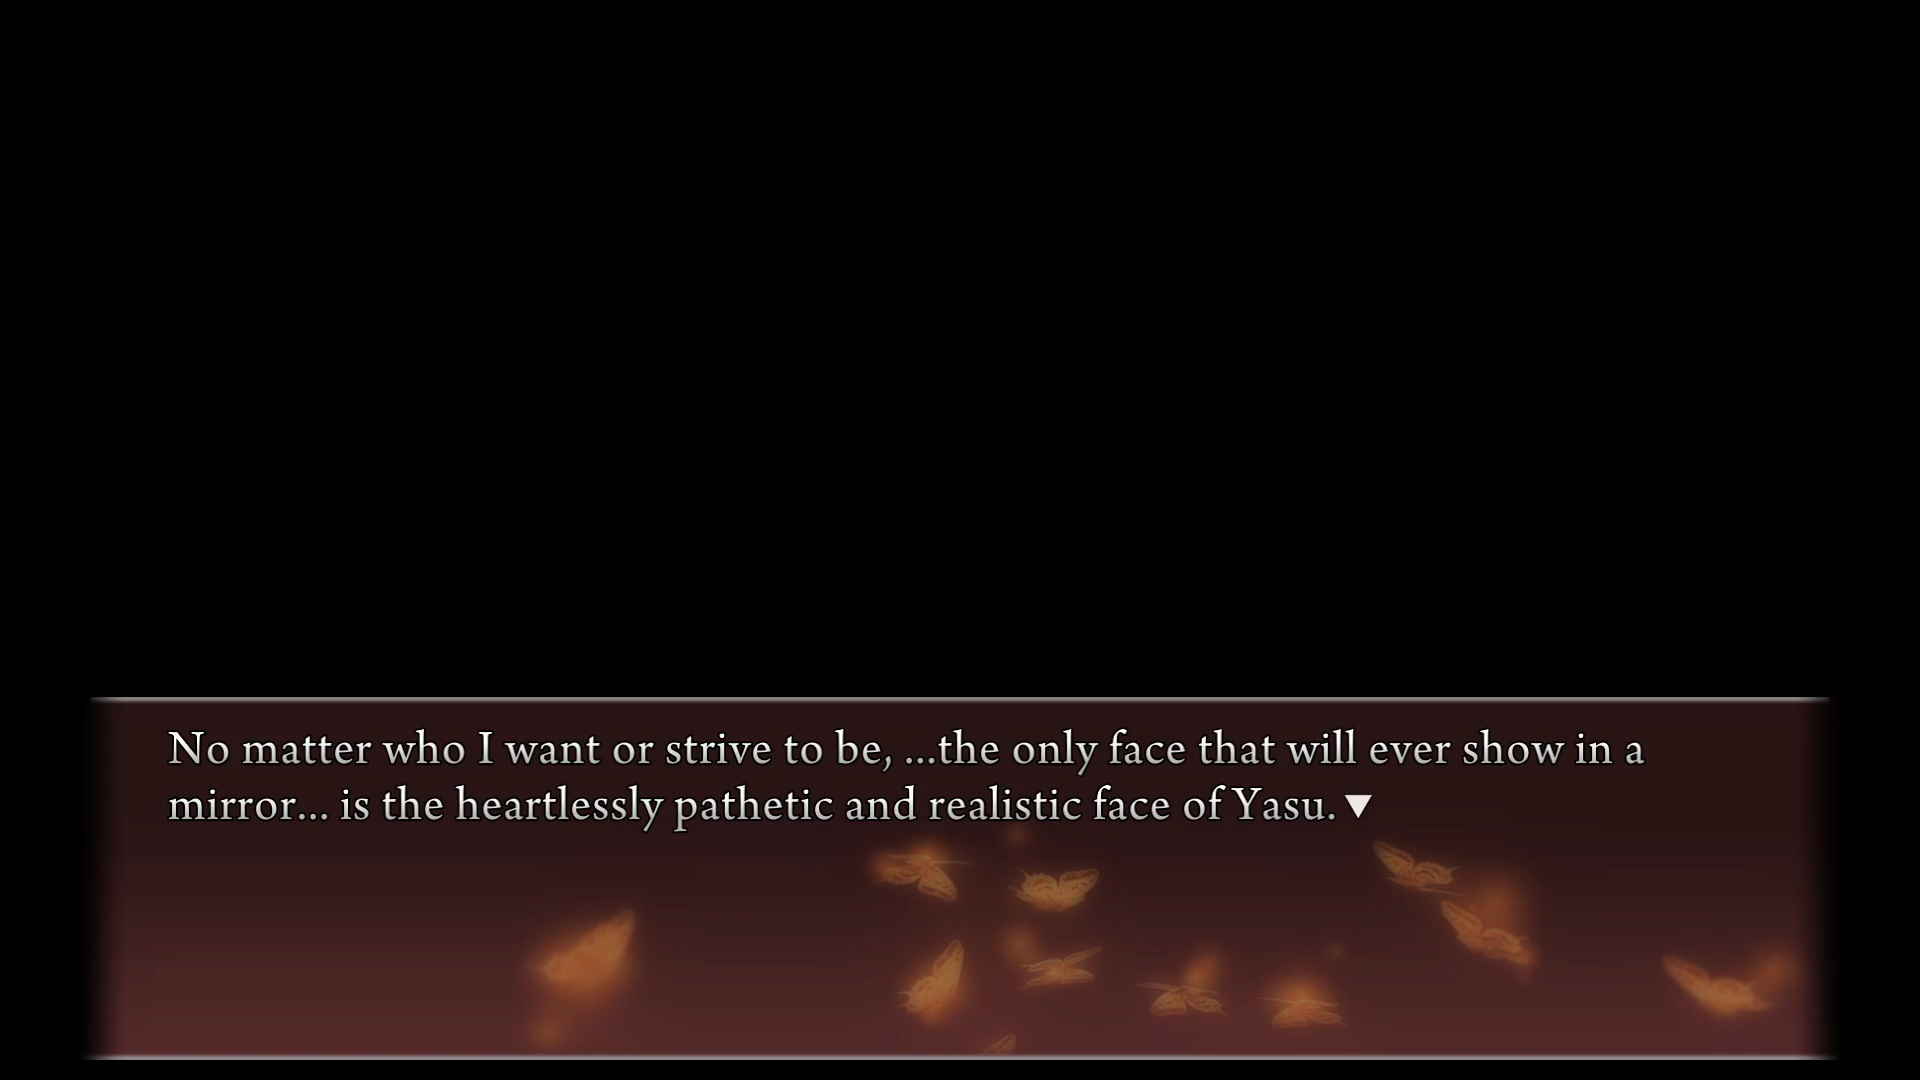 No matter who I want or strive to be, ...the only face that will ever show in a
mirror... is the heartlessly pathetic and realistic face of Yasu.